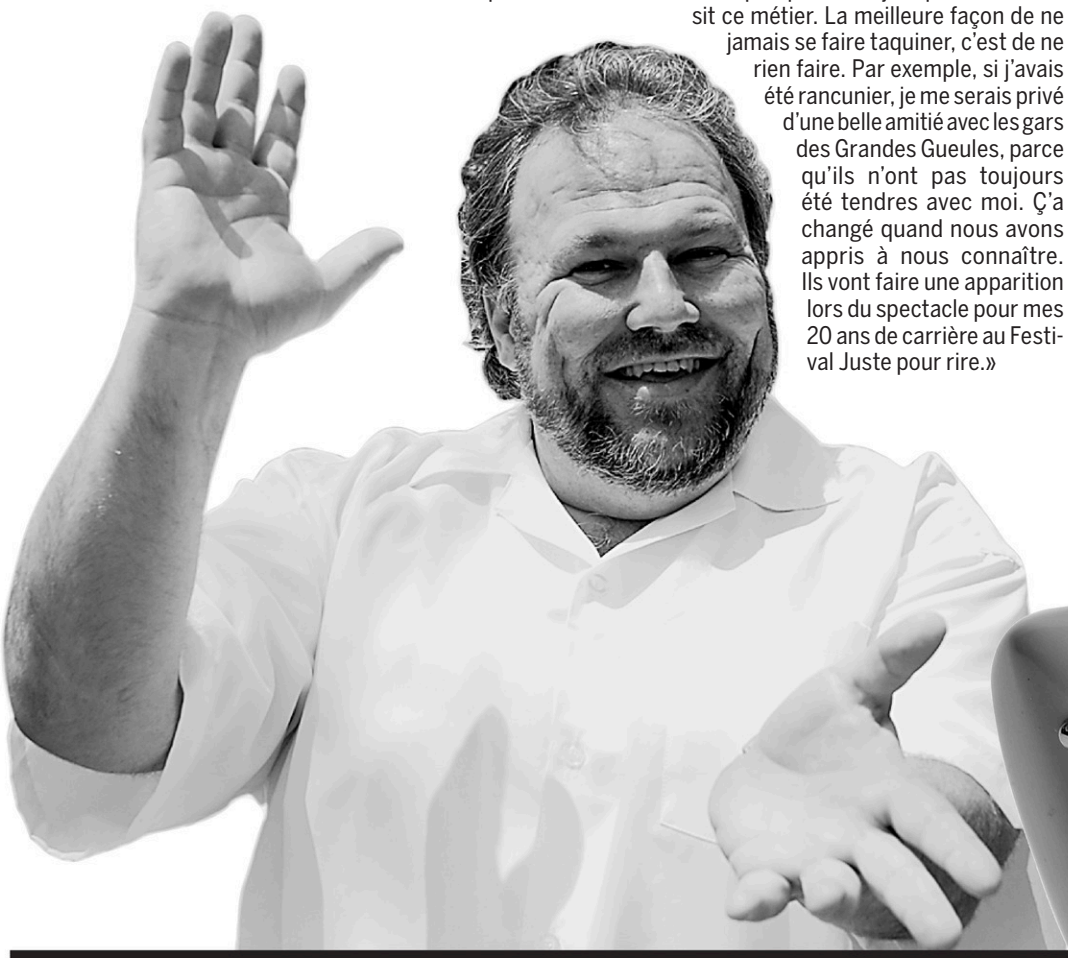 sit ce métier. La meilleure façon de ne
jamais se faire taquiner, c'est de ne
rien faire. Par exemple, si j'avais
été rancunier, je me serais privé
d'une belle amitié avec les gars
des Grandes Gueules, parce
qu'ils n'ont pas toujours
été tendres avec moi. Ç'a
changé quand nous avons
appris à nous connaître.
Ils vont faire une apparition
lors du spectacle pour mes
20 ans de carrière au Festi-
val Juste pour rire.»